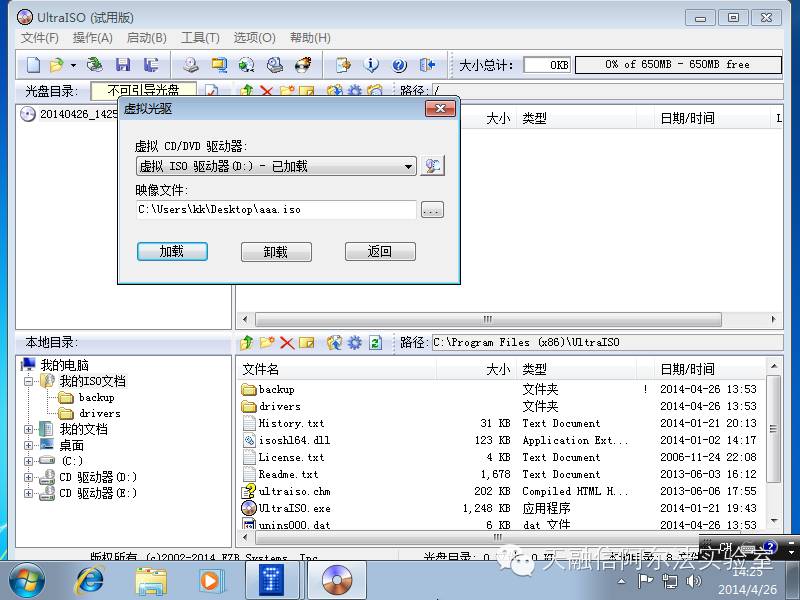 UltraISO (试用版)
文件(F) 操作(A) 启动(B) 工具(T) 选项(O) 帮助(H)
大小总计: 0KB 0% of 650MB - 650MB free
光盘目录: 不可引导光盘 路径: /
20140426_1425
大小 类型 日期/时间 L
虚拟光驱
虚拟 CD/DVD 驱动器:
虚拟 ISO 驱动器(D:) - 已加载
映像文件:
C:\Users\kk\Desktop\aaa.iso
...
加载 卸载 返回
本地目录: 路径: C:\Program Files (x86)\UltraISO
我的电脑
我的ISO文档
backup
drivers
我的文档
桌面
(C:)
CD 驱动器(D:)
CD 驱动器(E:)
文件名 大小 类型 日期/时间
backup 文件夹 ! 2014-04-26 13:53
drivers 文件夹 2014-04-26 13:53
History.txt 31 KB Text Document 2014-01-21 20:13
isoshl64.dll 123 KB Application Ext... 2014-01-02 14:17
License.txt 4 KB Text Document 2006-11-24 22:08
Readme.txt 1,678 Text Document 2013-06-03 16:12
ultraiso.chm 202 KB Compiled HTML H... 2013-06-06 17:55
UltraISO.exe 1,248 KB 应用程序 2014-01-21 19:43
unins000.dat 6 KB dat 文件 2014-04-26 13:53
版权所有 (c)2002-2014 EZB Systems, Inc. 光盘目录: 0
CH
天融信阿尔法实验室
14:25
2014/4/26